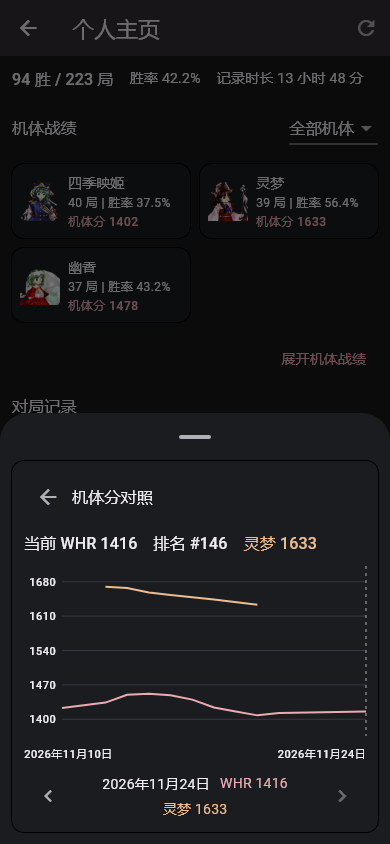 个人主页
94 胜 / 223 局 胜率 42.2% 记录时长 13 小时 48 分
机体战绩 全部机体
四季映姬
40 局 | 胜率 37.5%
机体分 1402
灵梦
39 局 | 胜率 56.4%
机体分 1633
幽香
37 局 | 胜率 43.2%
机体分 1478
展开机体战绩
对局记录
机体分对照
当前 WHR 1416 排名 #146 灵梦 1633
1680
1610
1540
1470
1400
2026年11月10日 2026年11月24日
2026年11月24日 WHR 1416
灵梦 1633